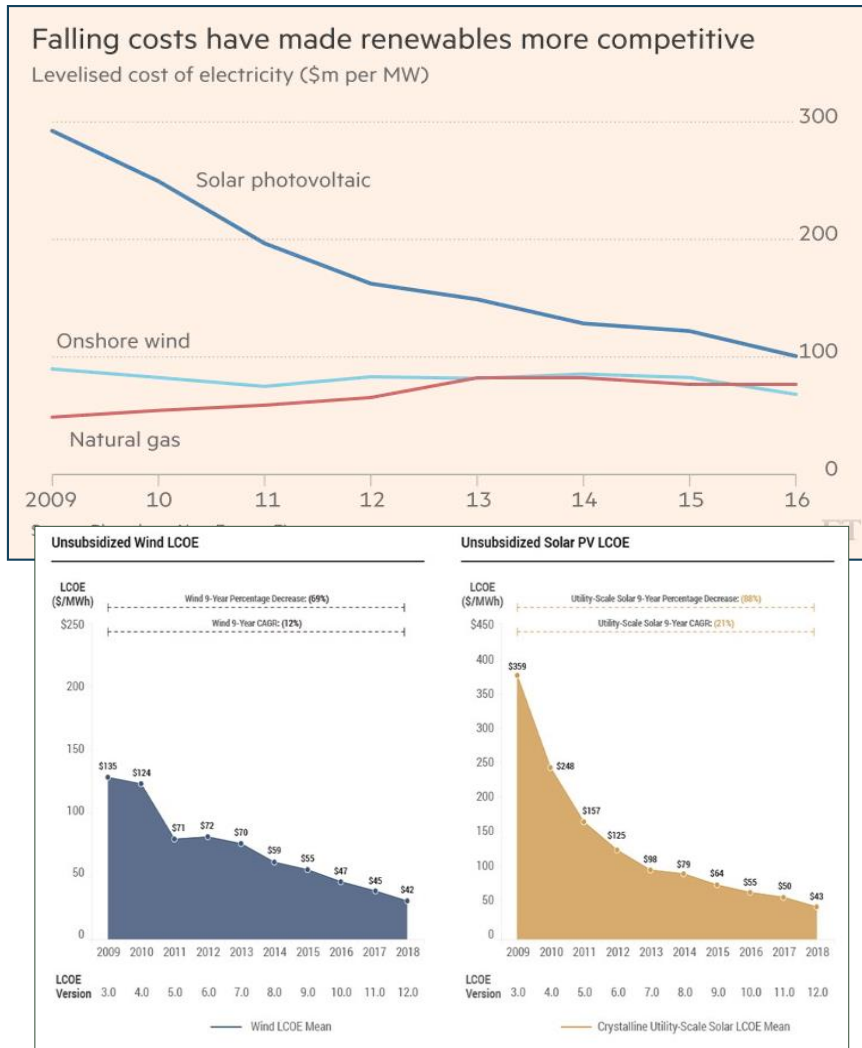 Falling costs have made renewables more competitive
Levelised cost of electricity ($m per MW)
300
Solar photovoltaic
200
Onshore wind
100
Natural gas
0
2009 10 11 12 13 14 15 16
FT
Unsubsidized Wind LCOE
LCOE
($/MWh)
Wind 9-Year Percentage Decrease: (69%)
Wind 9-Year CAGR: (12%)
$250
200
150
$135
$124
100
$71
$72
$70
$59
$55
50
$47
$45
$42
0
2009 2010 2011 2012 2013 2014 2015 2016 2017 2018
LCOE
Version 3.0 4.0 5.0 6.0 7.0 8.0 9.0 10.0 11.0 12.0
Wind LCOE Mean
Unsubsidized Solar PV LCOE
LCOE
($/MWh)
Utility-Scale Solar 9-Year Percentage Decrease: (88%)
Utility-Scale Solar 9-Year CAGR: (21%)
$450
400
$359
350
300
250
$248
200
$157
150
$125
100
$98
$79
$64
$55
$50
50
$43
0
2009 2010 2011 2012 2013 2014 2015 2016 2017 2018
LCOE
Version 3.0 4.0 5.0 6.0 7.0 8.0 9.0 10.0 11.0 12.0
Crystalline Utility-Scale Solar LCOE Mean